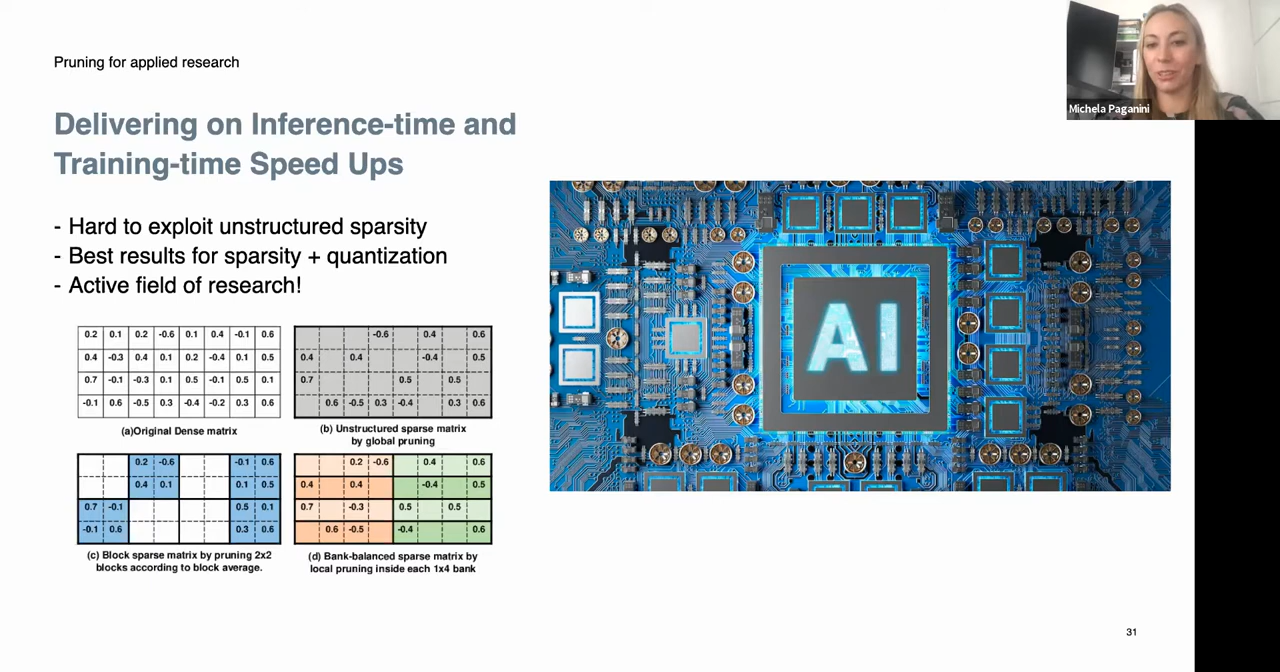 Pruning for applied research
Michela Paganini
Delivering on Inference-time and
Training-time Speed Ups
- Hard to exploit unstructured sparsity
- Best results for sparsity + quantization
- Active field of research!
0.2 0.1 0.2 -0.6 0.1 0.4 -0.1 0.6
0.4 -0.3 0.4 0.1 0.2 -0.4 0.1 0.5
0.7 -0.1 -0.3 0.1 0.5 -0.1 0.5 0.1
-0.1 0.6 -0.5 0.3 -0.4 -0.2 0.3 0.6
(a)Original Dense matrix
-0.6 0.4 0.6
0.4 0.4 -0.4 0.5
0.7 0.5 0.5
0.6 -0.5 0.3 -0.4 0.3 0.6
(b) Unstructured sparse matrix
by global pruning
0.2 -0.6 -0.1 0.6
0.4 0.1 0.1 0.5
0.7 -0.1 0.5 0.1
-0.1 0.6 0.3 0.6
(c) Block sparse matrix by pruning 2x2
blocks according to block average.
0.2 -0.6 0.4 0.6
0.4 0.4 -0.4 0.5
0.7 -0.3 0.5 0.5
0.6 -0.5 -0.4 0.6
(d) Bank-balanced sparse matrix by
local pruning inside each 1x4 bank
AI
31